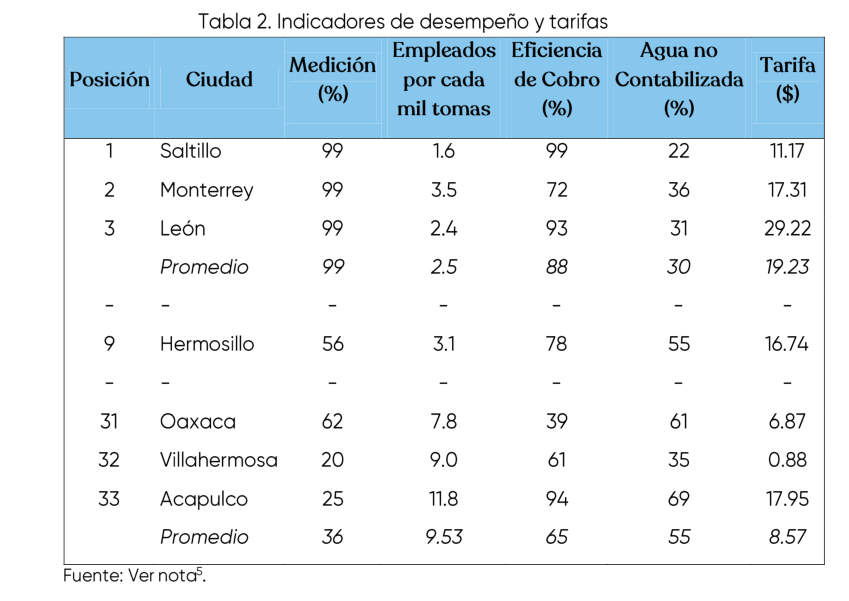 Tabla 2. Indicadores de desempeño y tarifas
Posición Ciudad Medición (%) Empleados por cada mil tomas Eficiencia de Cobro (%) Agua no Contabilizada (%) Tarifa ($)
1 Saltillo 99 1.6 99 22 11.17
2 Monterrey 99 3.5 72 36 17.31
3 León 99 2.4 93 31 29.22
Promedio 99 2.5 88 30 19.23
- - - - - - -
9 Hermosillo 56 3.1 78 55 16.74
- - - - - - -
31 Oaxaca 62 7.8 39 61 6.87
32 Villahermosa 20 9.0 61 35 0.88
33 Acapulco 25 11.8 94 69 17.95
Promedio 36 9.53 65 55 8.57
Fuente: Ver nota⁵.